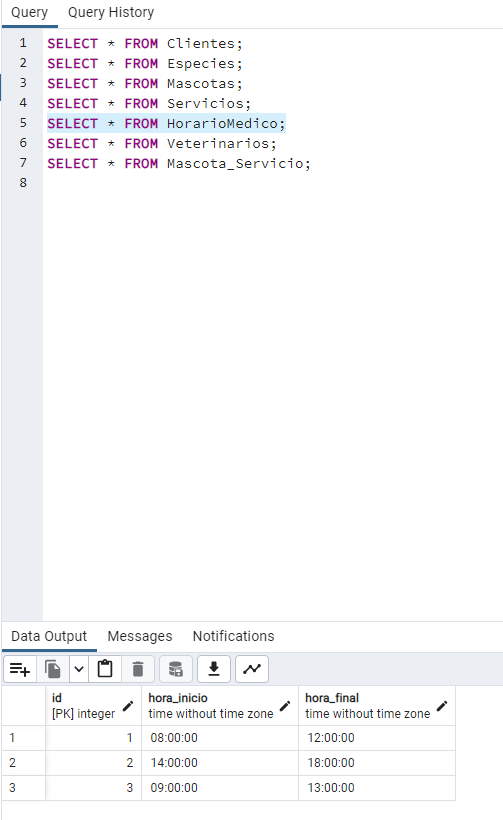 Query Query History
1 SELECT * FROM Clientes;
2 SELECT * FROM Especies;
3 SELECT * FROM Mascotas;
4 SELECT * FROM Servicios;
5 SELECT * FROM HorarioMedico;
6 SELECT * FROM Veterinarios;
7 SELECT * FROM Mascota_Servicio;
8
Data Output Messages Notifications
id hora_inicio hora_final
[PK] integer time without time zone time without time zone
1 1 08:00:00 12:00:00
2 2 14:00:00 18:00:00
3 3 09:00:00 13:00:00